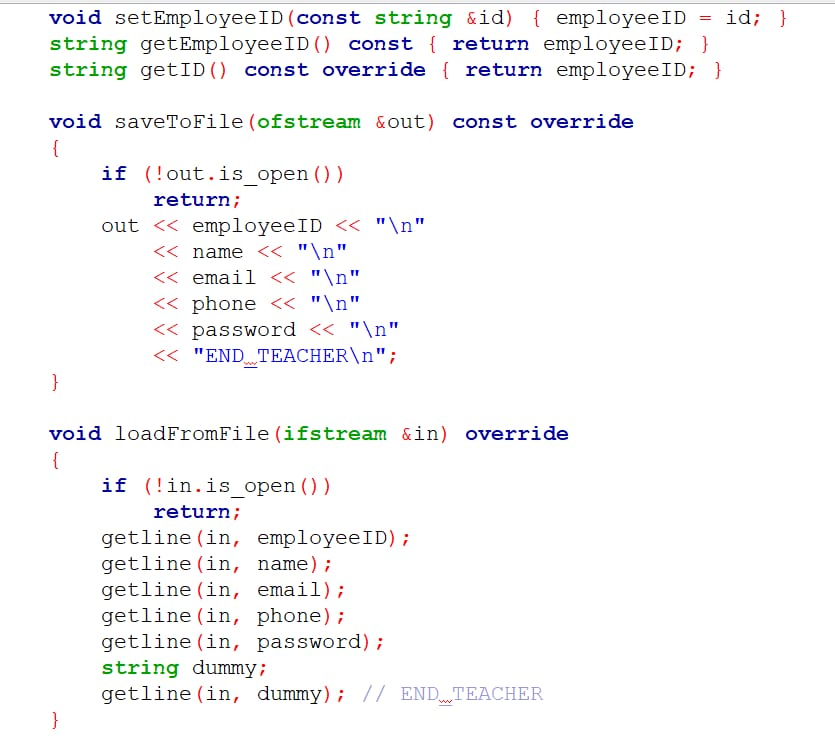 void setEmployeeID(const string &id) { employeeID = id; }
string getEmployeeID() const { return employeeID; }
string getID() const override { return employeeID; }
void saveToFile(ofstream &out) const override
{
if (!out.is_open())
return;
out << employeeID << "\n"
<< name << "\n"
<< email << "\n"
<< phone << "\n"
<< password << "\n"
<< "END_TEACHER\n";
}
void loadFromFile(ifstream &in) override
{
if (!in.is_open())
return;
getline(in, employeeID);
getline(in, name);
getline(in, email);
getline(in, phone);
getline(in, password);
string dummy;
getline(in, dummy); // END_TEACHER
}